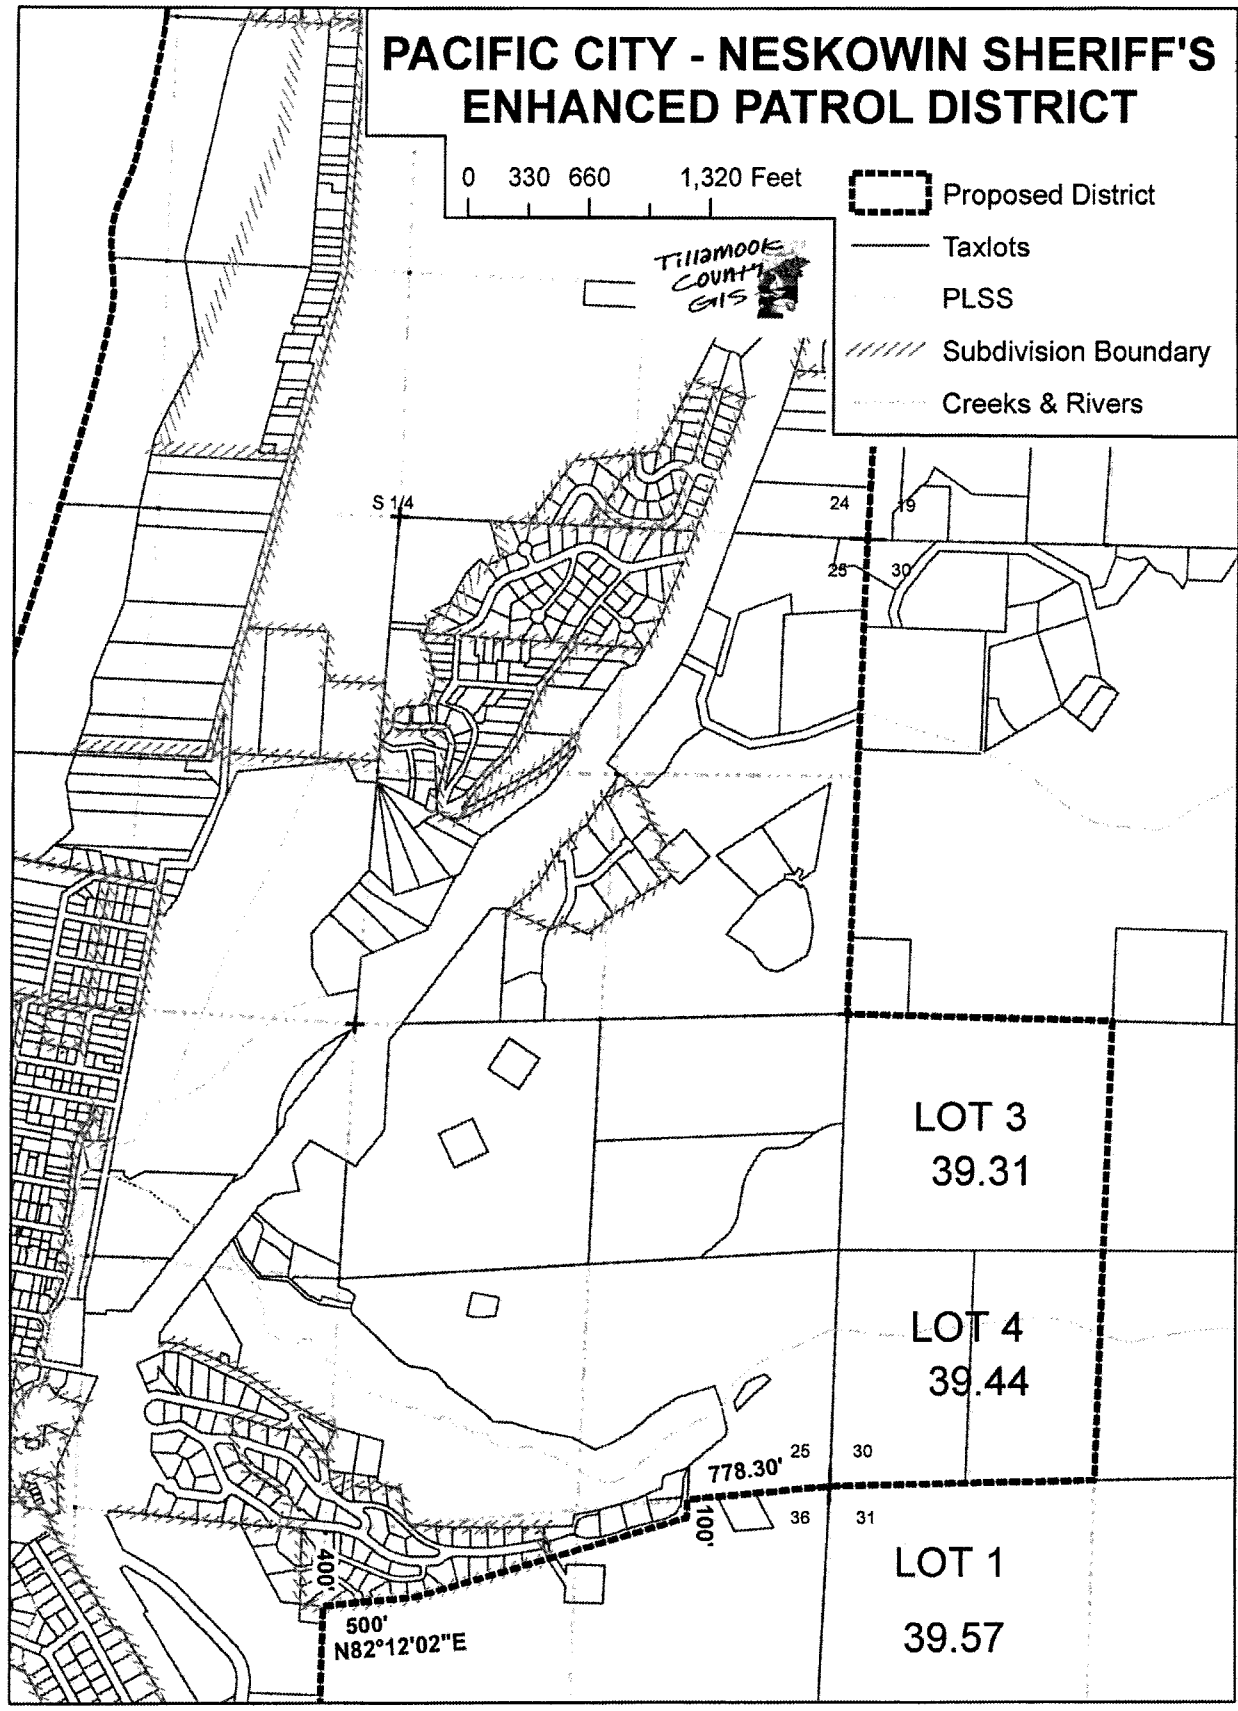 PACIFIC CITY - NESKOWIN SHERIFF'S
ENHANCED PATROL DISTRICT
0 330 660 1,320 Feet
Proposed District
Taxlots
PLSS
Subdivision Boundary
Creeks & Rivers
Tillamook
County
GIS
S 1/4
24 19
25 30
LOT 3
39.31
LOT 4
39.44
25 30
778.30'
36 31
100'
LOT 1
39.57
400'
500'
N82°12'02"E